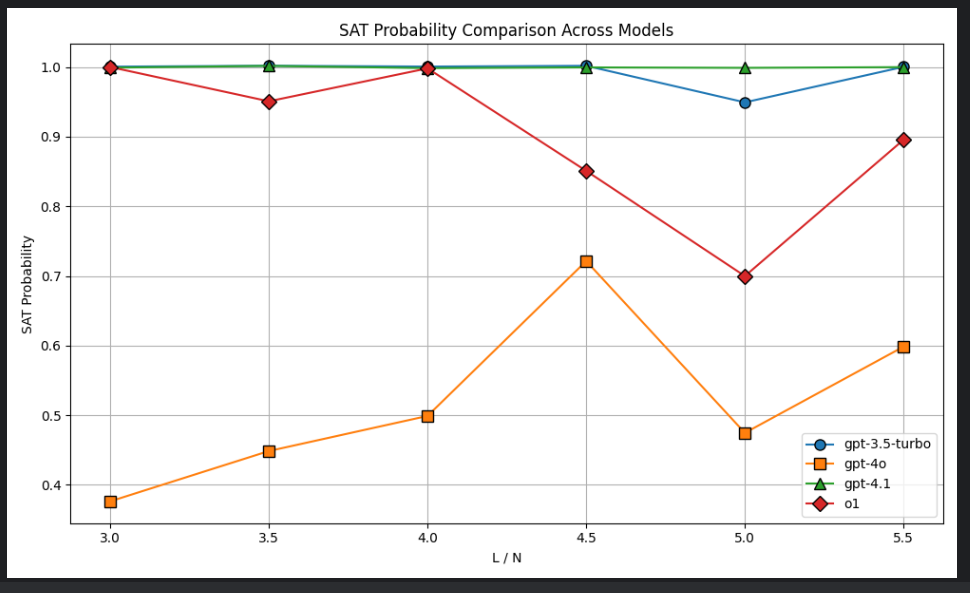 SAT Probability Comparison Across Models
SAT Probability
1.0
0.9
0.8
0.7
0.6
0.5
0.4
3.0 3.5 4.0 4.5 5.0 5.5
L / N
gpt-3.5-turbo
gpt-4o
gpt-4.1
o1